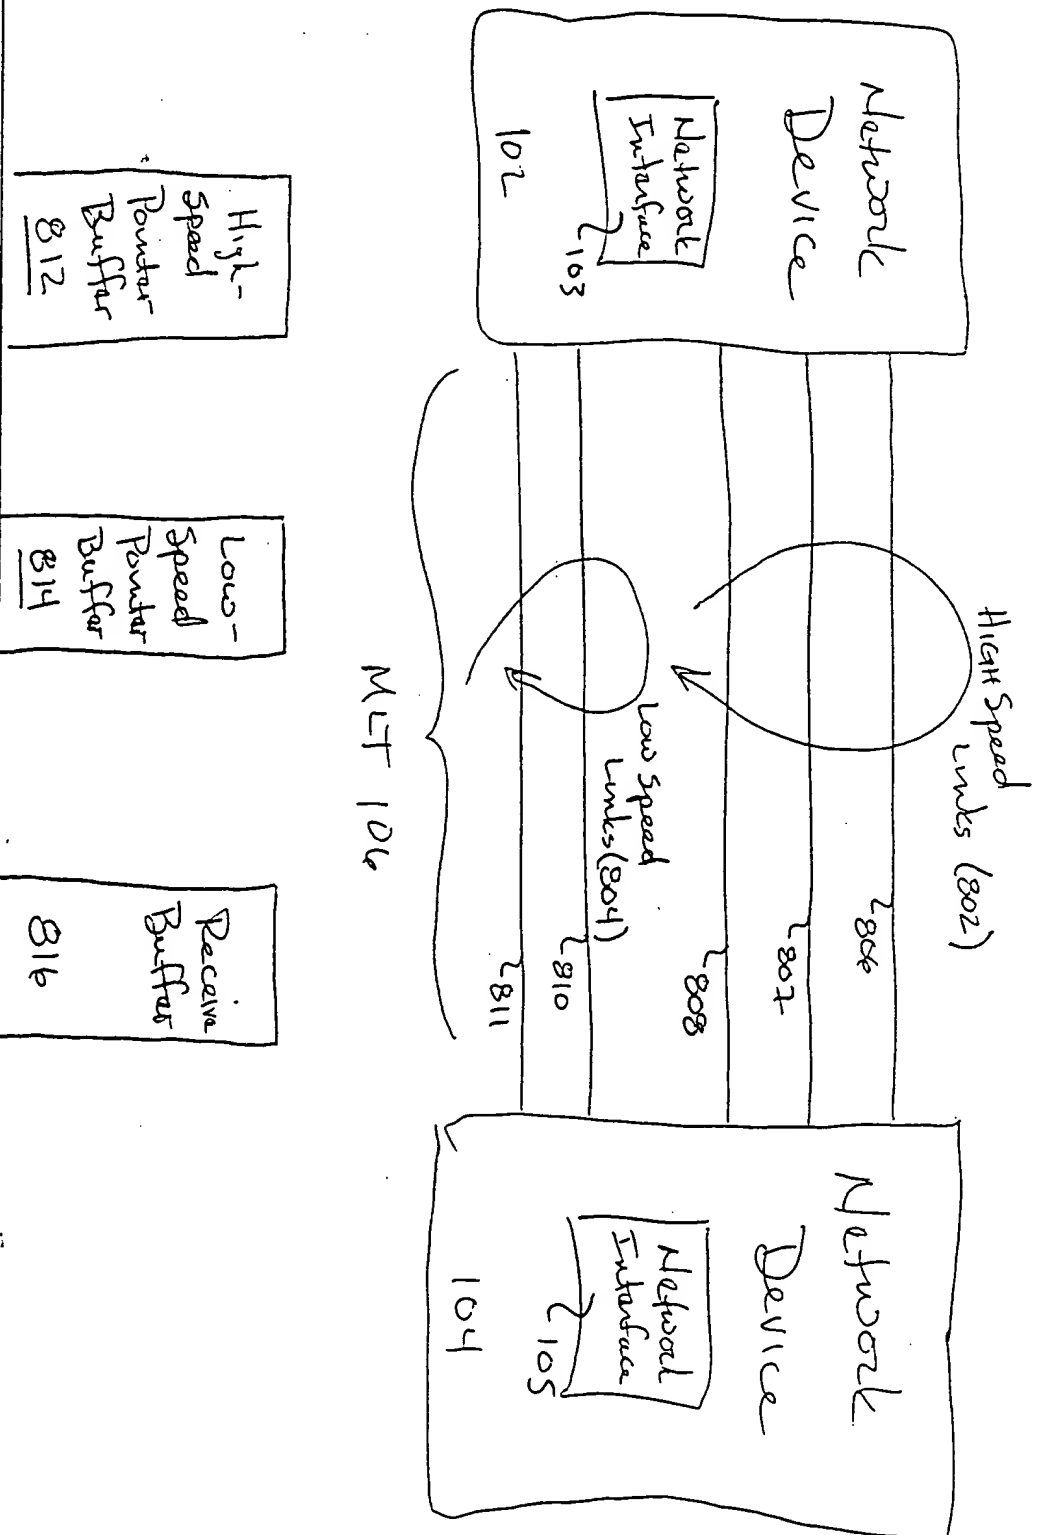 Network
Device
Network
Interface
103
102
HIGH Speed
Links (802)
806
807
808
Low Speed
Links (804)
810
811
MLT 106
Network
Device
Network
Interface
105
104
High-
Speed
Pointer
Buffer
812
Low-
Speed
Pointer
Buffer
814
Receive
Buffer
816